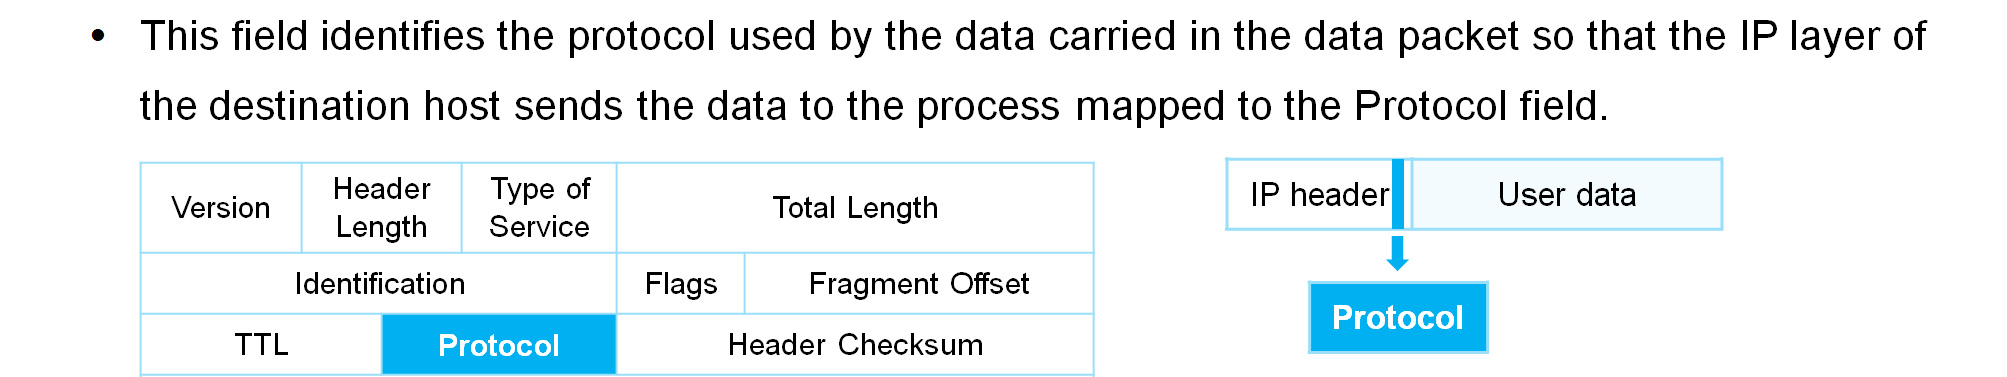 • This field identifies the protocol used by the data carried in the data packet so that the IP layer of
the destination host sends the data to the process mapped to the Protocol field.
Version
Header
Length
Type of
Service
Total Length
Identification
Flags
Fragment Offset
TTL
Protocol
Header Checksum
IP header
User data
Protocol